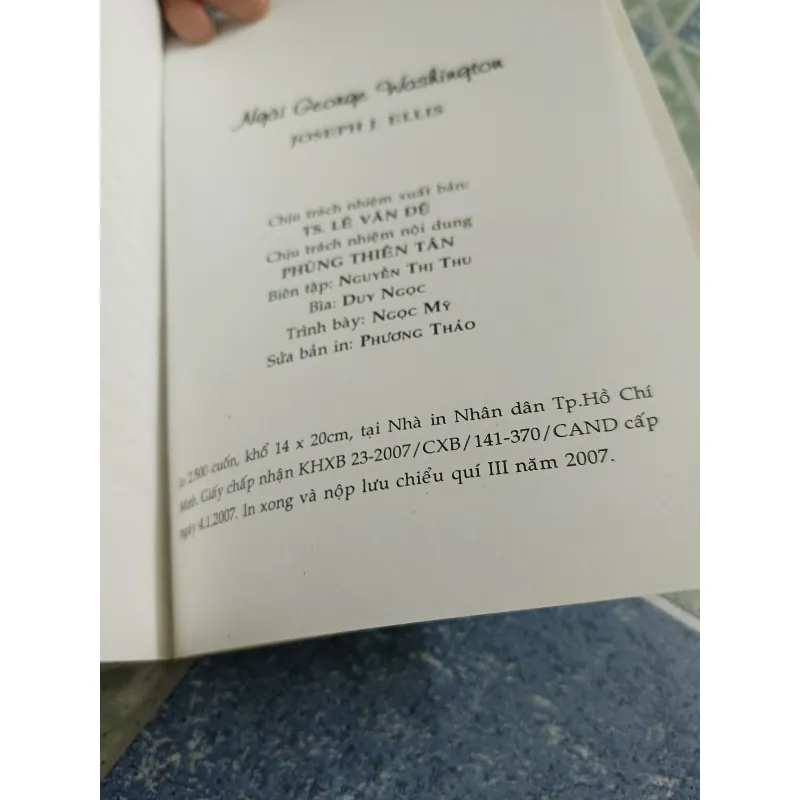 Ngài George Washington
JOSEPH J. ELLIS
Chịu trách nhiệm xuất bản:
TS. LÊ VĂN ĐỆ
Chịu trách nhiệm nội dung
PHÙNG THIÊN TÂN
Biên tập: NGUYỄN THỊ THU
Bìa: DUY NGỌC
Trình bày: NGỌC MỸ
Sửa bản in: PHƯƠNG THẢO
In 2.500 cuốn, khổ 14 x 20cm, tại Nhà in Nhân dân Tp.Hồ Chí
Minh. Giấy chấp nhận KHXB 23-2007/CXB/141-370/CAND cấp
ngày 4.1.2007. In xong và nộp lưu chiểu quí III năm 2007.